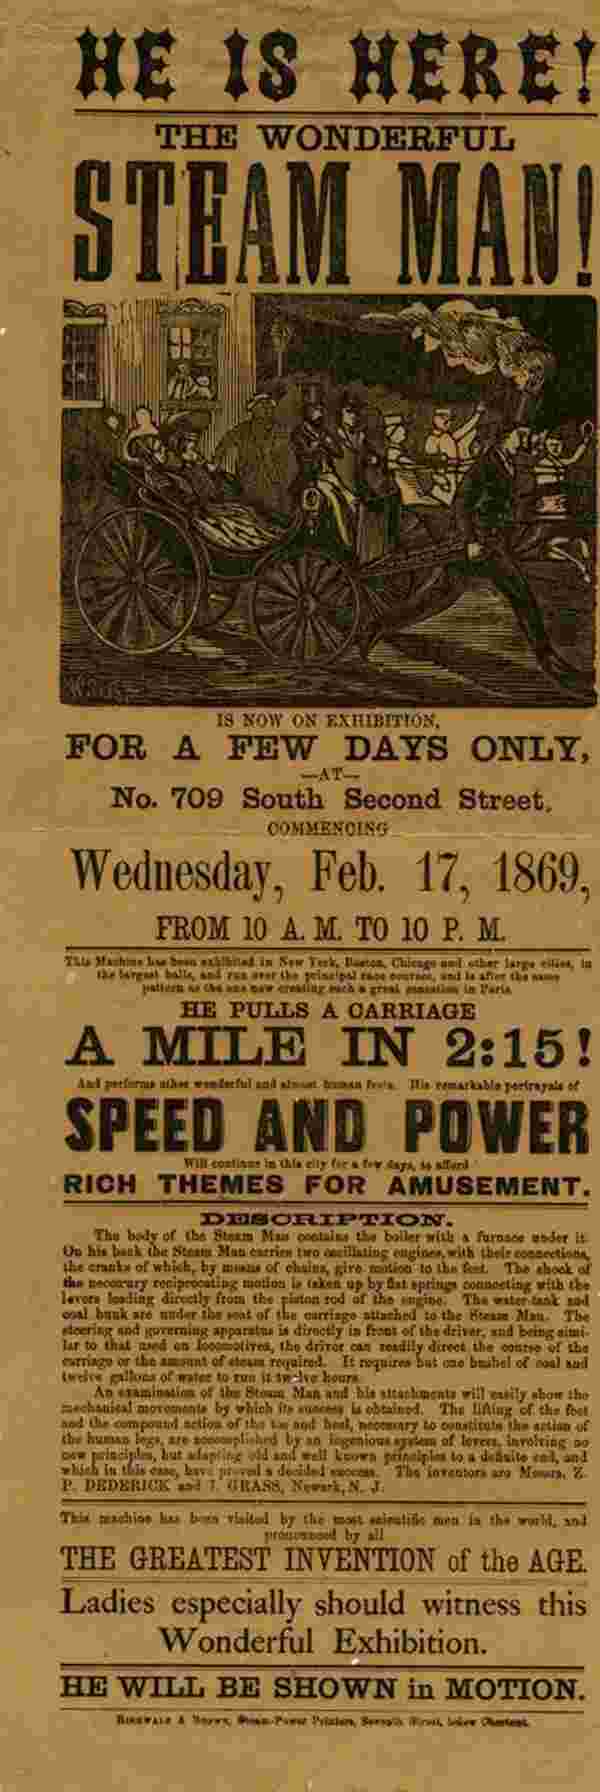 HE IS HERE!
THE WONDERFUL
STEAM MAN!
IS NOW ON EXHIBITION,
FOR A FEW DAYS ONLY,
—AT—
No. 709 South Second Street,
COMMENCING
Wednesday, Feb. 17, 1869,
FROM 10 A. M. TO 10 P. M.
This Machine has been exhibited in New York, Boston, Chicago and other large cities, in
the largest halls, and run over the principal race courses, and is after the same
pattern as the one now creating such a great sensation in Paris
HE PULLS A CARRIAGE
A MILE IN 2:15!
And performs other wonderful and almost human feats. His remarkable portrayals of
SPEED AND POWER
Will continue in this city for a few days, to afford
RICH THEMES FOR AMUSEMENT.
DESCRIPTION.
The body of the Steam Man contains the boiler with a furnace under it.
On his back the Steam Man carries two oscillating engines, with their connections,
the cranks of which, by means of chains, give motion to the feet. The shock of
the necessary reciprocating motion is taken up by flat springs connecting with the
levers leading directly from the piston rod of the engine. The water-tank and
coal bunk are under the seat of the carriage attached to the Steam Man. The
steering and governing apparatus is directly in front of the driver, and being simi-
lar to that used on locomotives, the driver can readily direct the course of the
carriage or the amount of steam required. It requires but one bushel of coal and
twelve gallons of water to run it twelve hours.
An examination of the Steam Man and his attachments will easily show the
mechanical movements by which its success is obtained. The lifting of the feet
and the compound action of the toe and heel, necessary to constitute the action of
the human legs, are accomplished by an ingenious system of levers, involving no
new principles, but adapting old and well known principles to a definite end, and
which in this case, have proved a decided success. The inventors are Messrs. Z.
P. DEDERICK and I. GRASS, Newark, N. J.
This machine has been visited by the most scientific men in the world, and
pronounced by all
THE GREATEST INVENTION of the AGE.
Ladies especially should witness this
Wonderful Exhibition.
HE WILL BE SHOWN in MOTION.
& Brown, Steam-Power Printers, Seventh Street, below Chestnut.